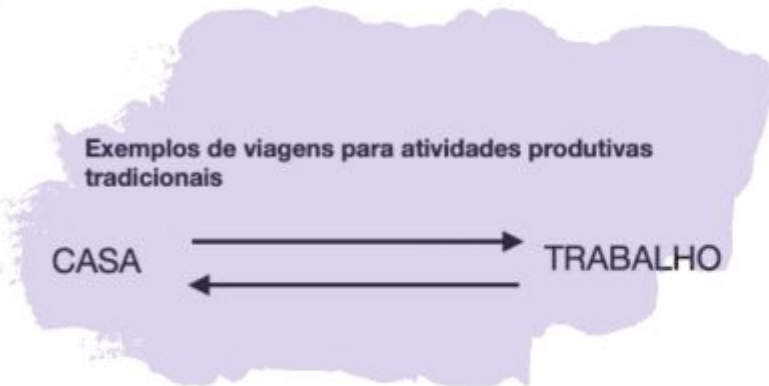 Exemplos de viagens para atividades produtivas
tradicionais
CASA
TRABALHO